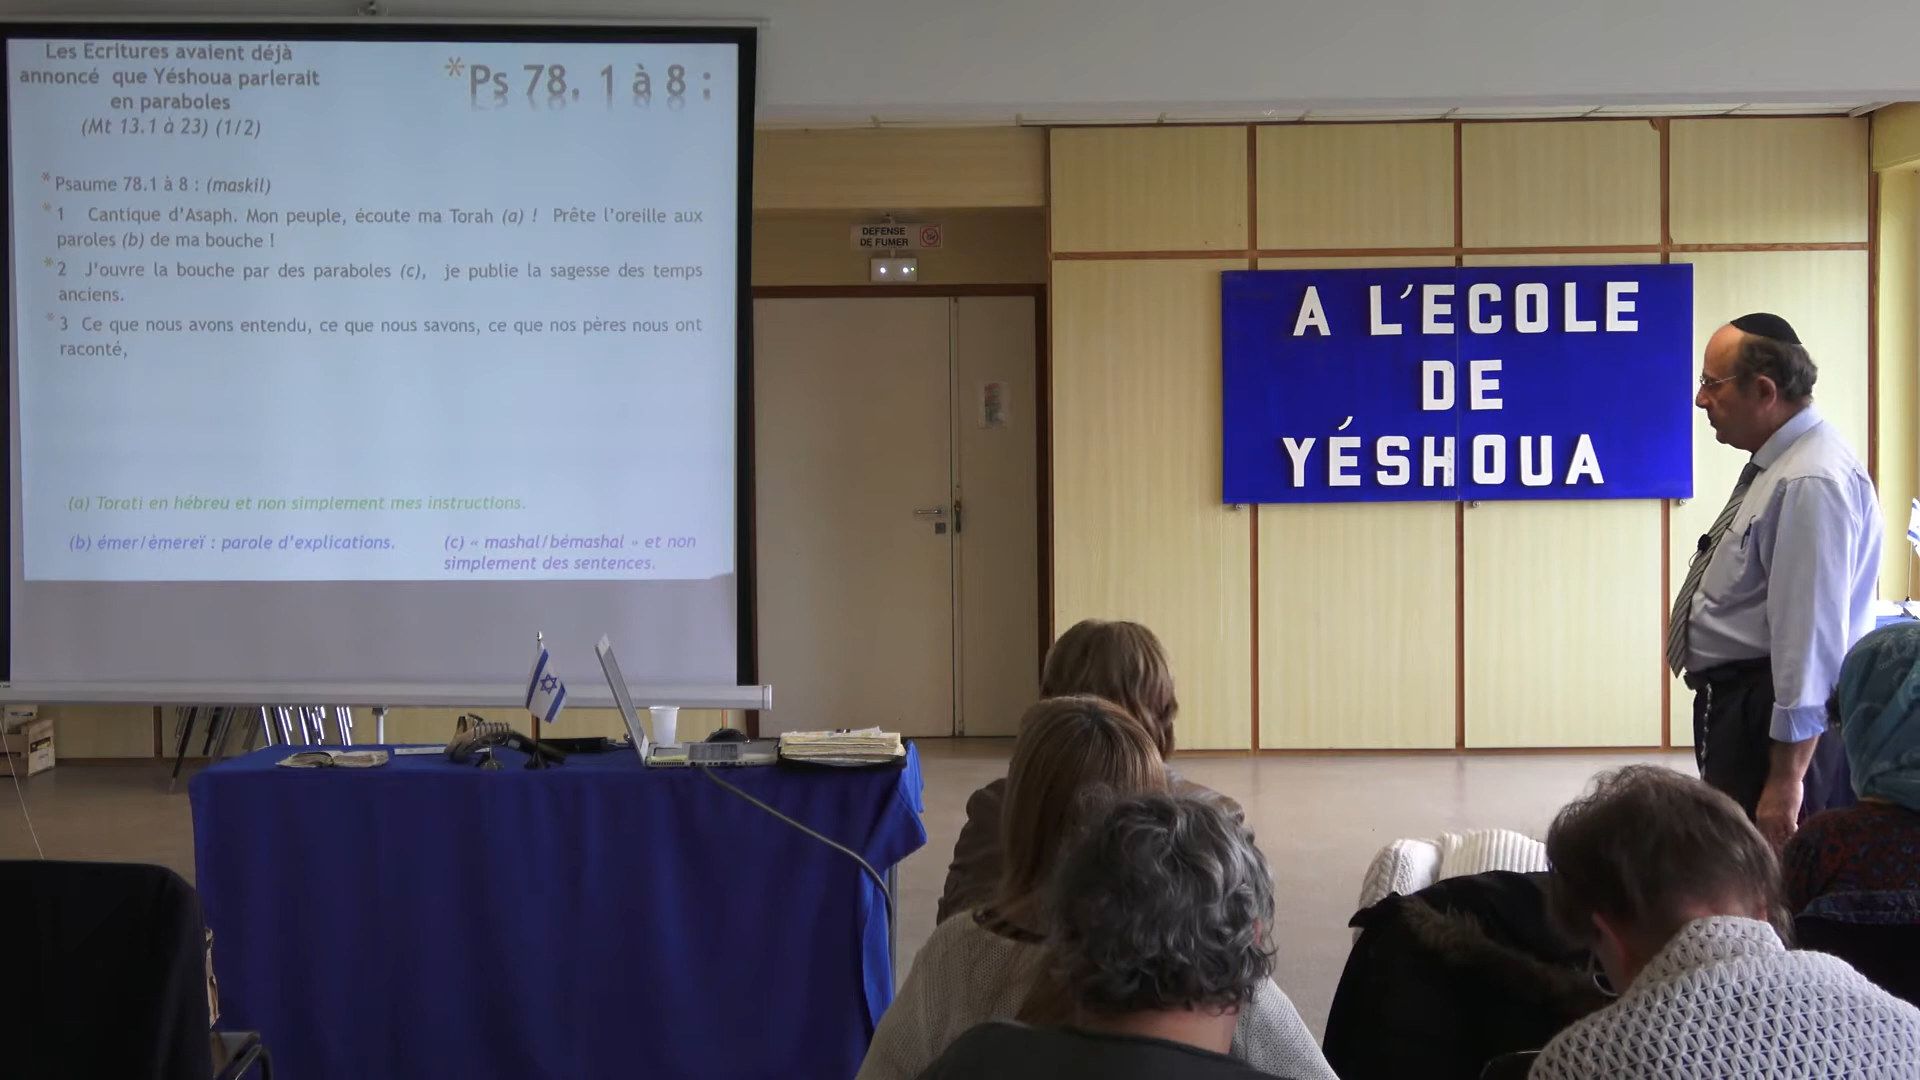 Les Ecritures avaient déjà
annoncé que Yéshoua parlerait
en paraboles
(Mt 13.1 à 23) (1/2)
*Ps 78. 1 à 8 :
* Psaume 78.1 à 8 : (maskil)
* 1 Cantique d'Asaph. Mon peuple, écoute ma Torah (a) ! Prête l'oreille aux
paroles (b) de ma bouche !
* 2 J'ouvre la bouche par des paraboles (c), je publie la sagesse des temps
anciens.
* 3 Ce que nous avons entendu, ce que nous savons, ce que nos pères nous ont
raconté,
(a) Torati en hébreu et non simplement mes instructions.
(b) émer/èmereï : parole d'explications.
(c) « mashal/bémashal » et non
simplement des sentences.
DEFENSE
DE FUMER
A L'ECOLE
DE
YÉSHOUA